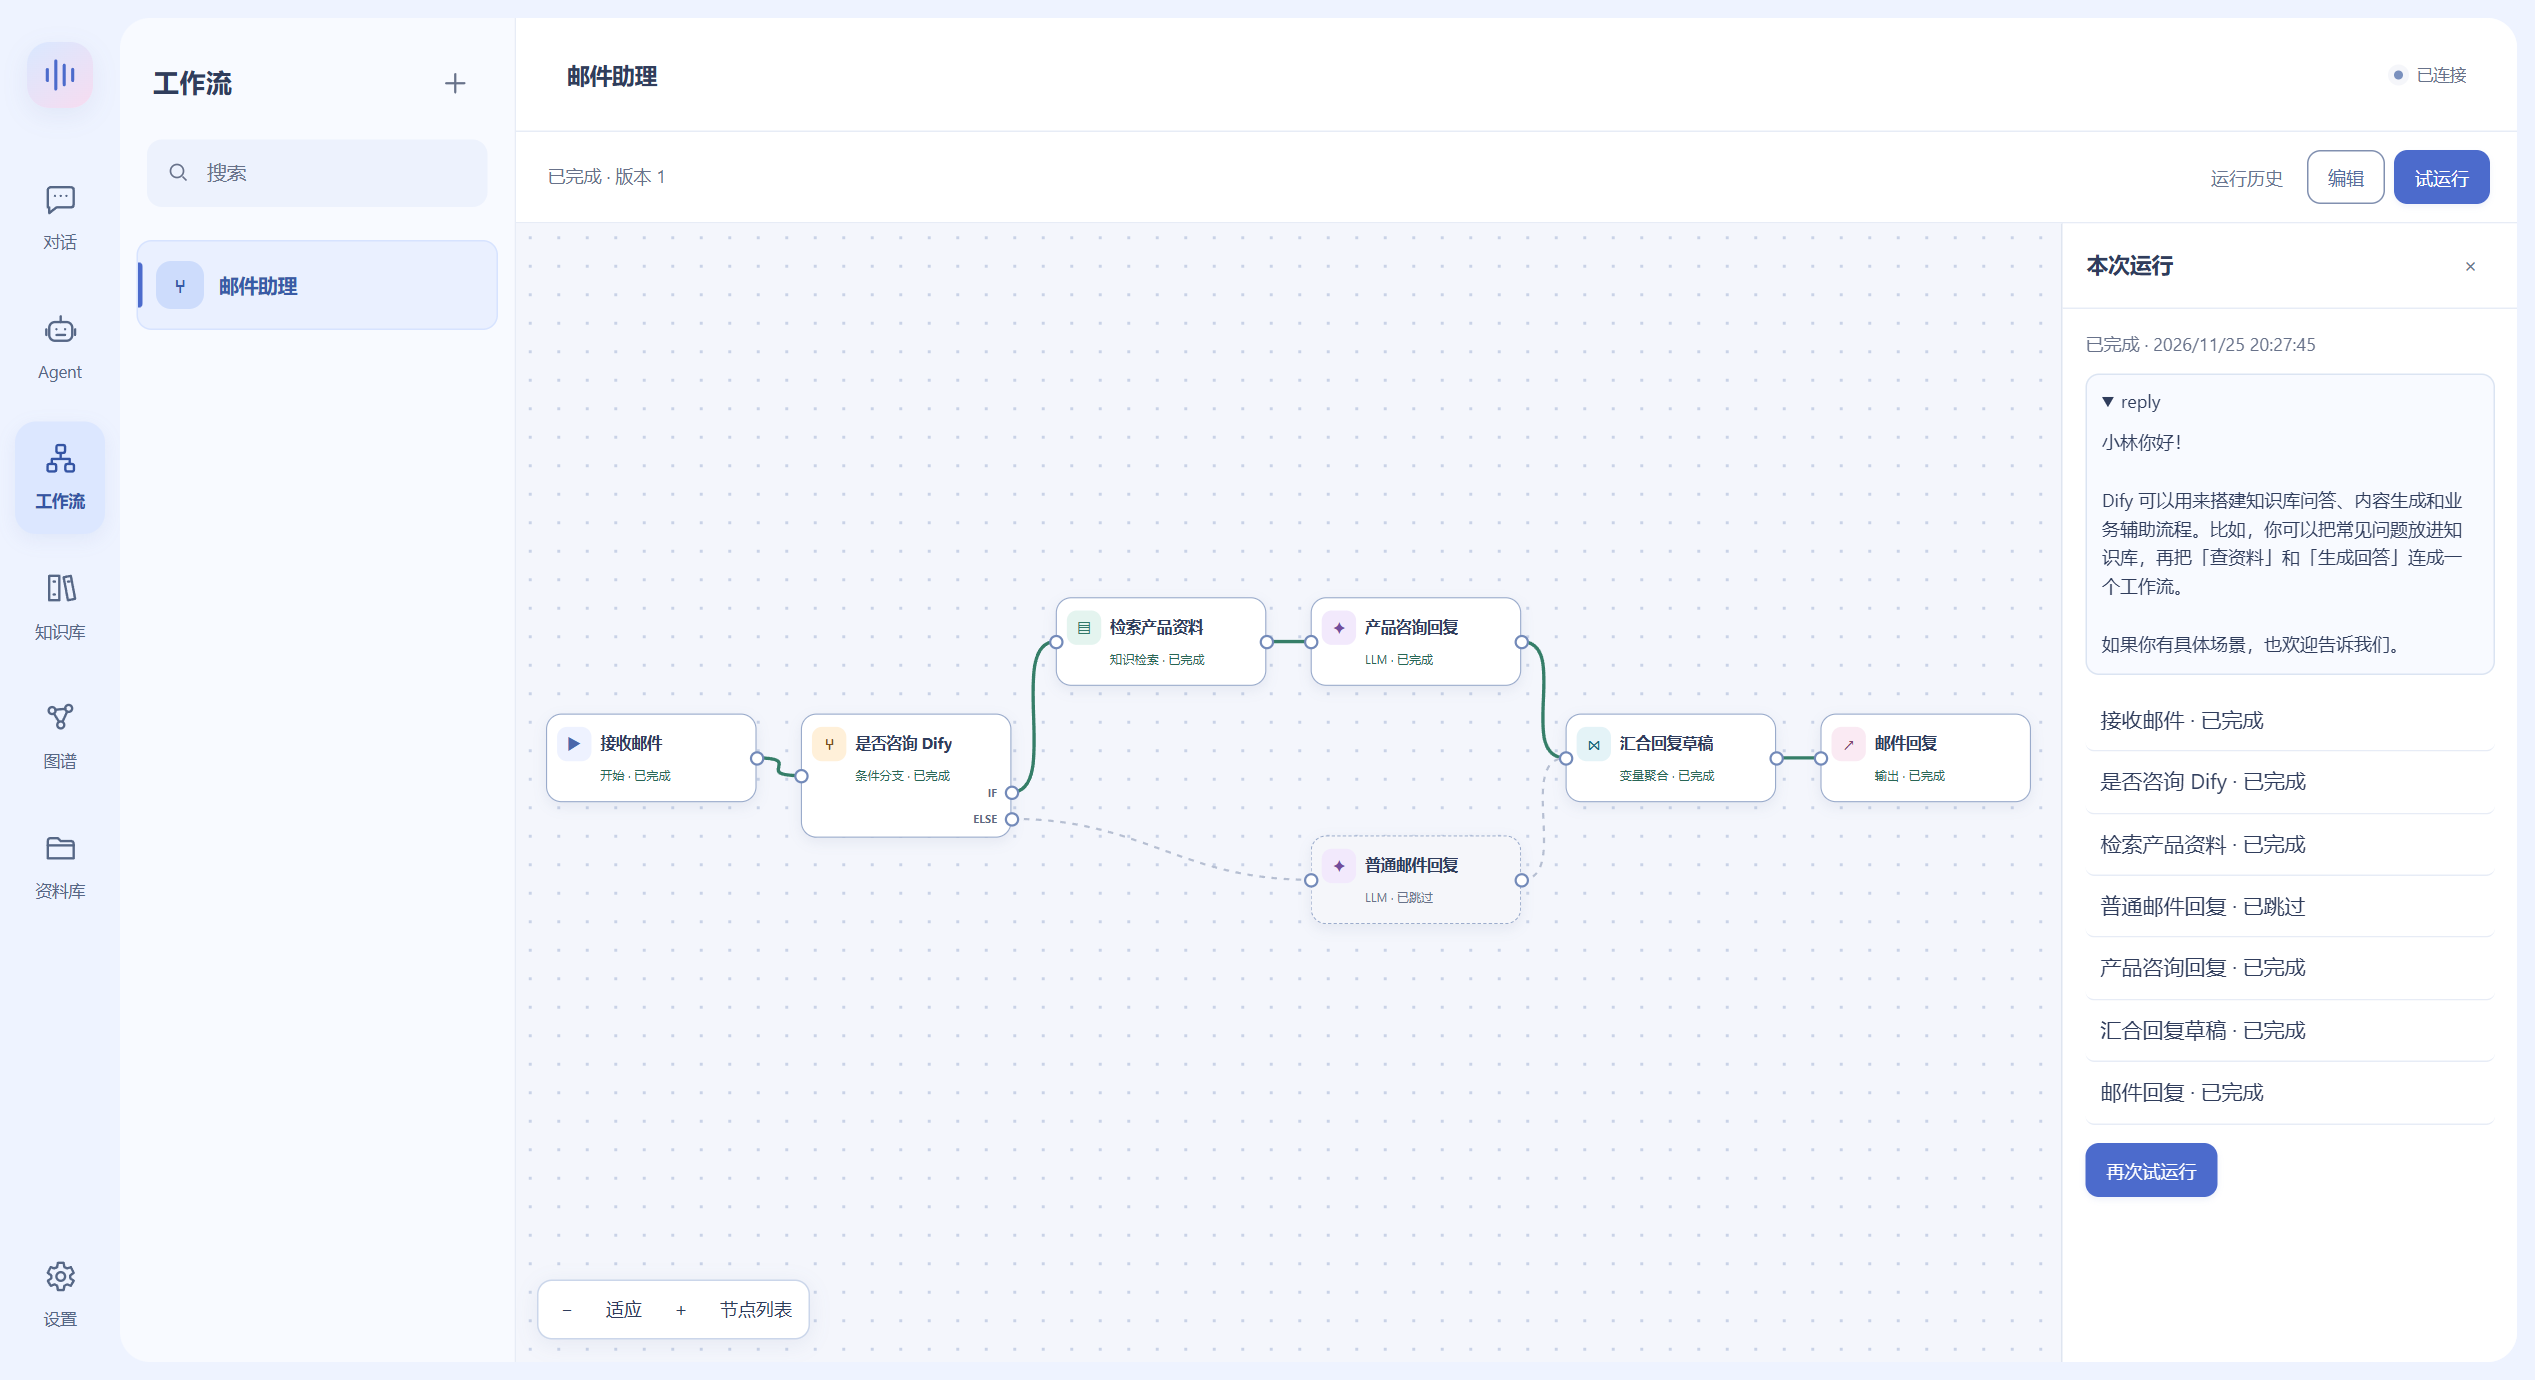 对话
Agent
工作流
知识库
图谱
资料库
设置
工作流
搜索
邮件助理
邮件助理
已连接
已完成 · 版本 1
运行历史
编辑
试运行
接收邮件
开始 · 已完成
是否咨询 Dify
条件分支 · 已完成
IF
ELSE
检索产品资料
知识检索 · 已完成
产品咨询回复
LLM · 已完成
普通邮件回复
LLM · 已跳过
汇合回复草稿
变量聚合 · 已完成
邮件回复
输出 · 已完成
− 适应 + 节点列表
本次运行
×
已完成 · 2026/11/25 20:27:45
▼ reply
小林你好！
Dify 可以用来搭建知识库问答、内容生成和业
务辅助流程。比如，你可以把常见问题放进知
识库，再把「查资料」和「生成回答」连成一
个工作流。
如果你有具体场景，也欢迎告诉我们。
接收邮件 · 已完成
是否咨询 Dify · 已完成
检索产品资料 · 已完成
普通邮件回复 · 已跳过
产品咨询回复 · 已完成
汇合回复草稿 · 已完成
邮件回复 · 已完成
再次试运行